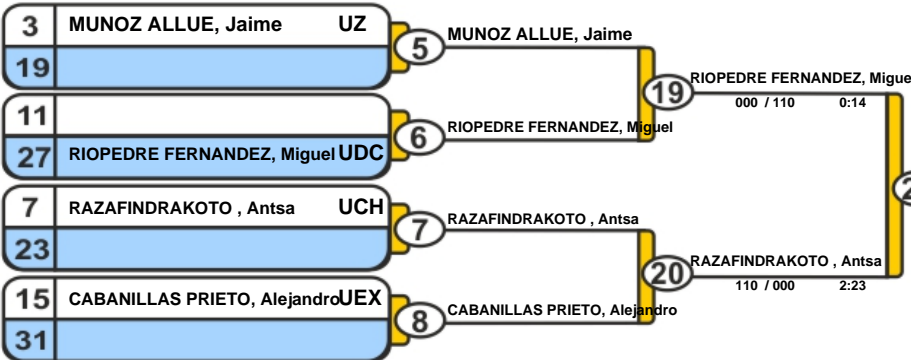 3 MUNOZ ALLUE, Jaime UZ
19
5 MUNOZ ALLUE, Jaime
11
27 RIOPEDRE FERNANDEZ, Miguel UDC
6 RIOPEDRE FERNANDEZ, Miguel
19 RIOPEDRE FERNANDEZ, Migue
000 / 110 0:14
7 RAZAFINDRAKOTO , Antsa UCH
23
7 RAZAFINDRAKOTO , Antsa
15 CABANILLAS PRIETO, Alejandro UEX
31
8 CABANILLAS PRIETO, Alejandro
20 RAZAFINDRAKOTO , Antsa
110 / 000 2:23
2